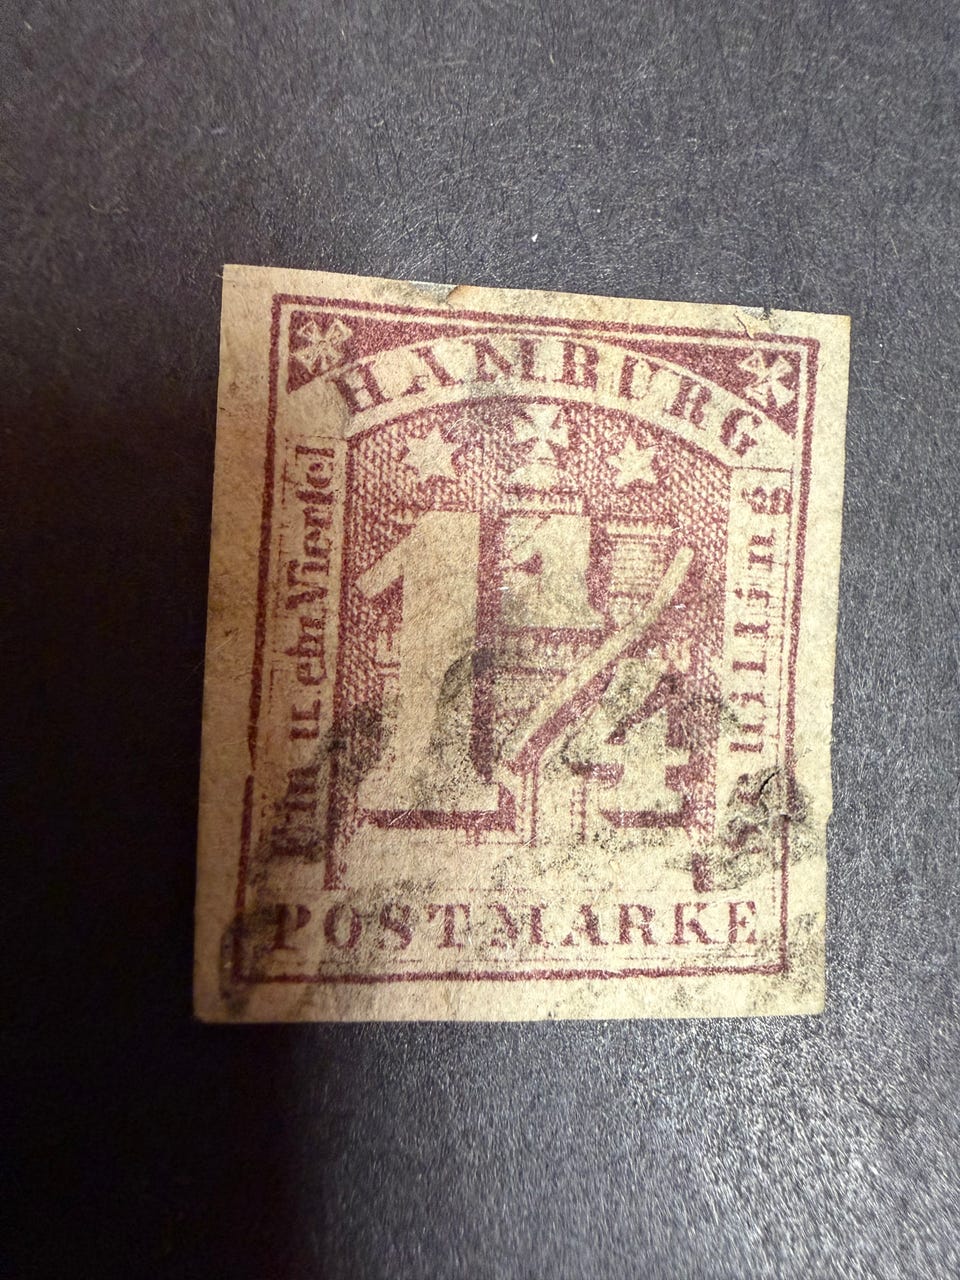 HAMBURG
Ein u. ein Viertel
1 1/4
Schilling
POSTMARKE